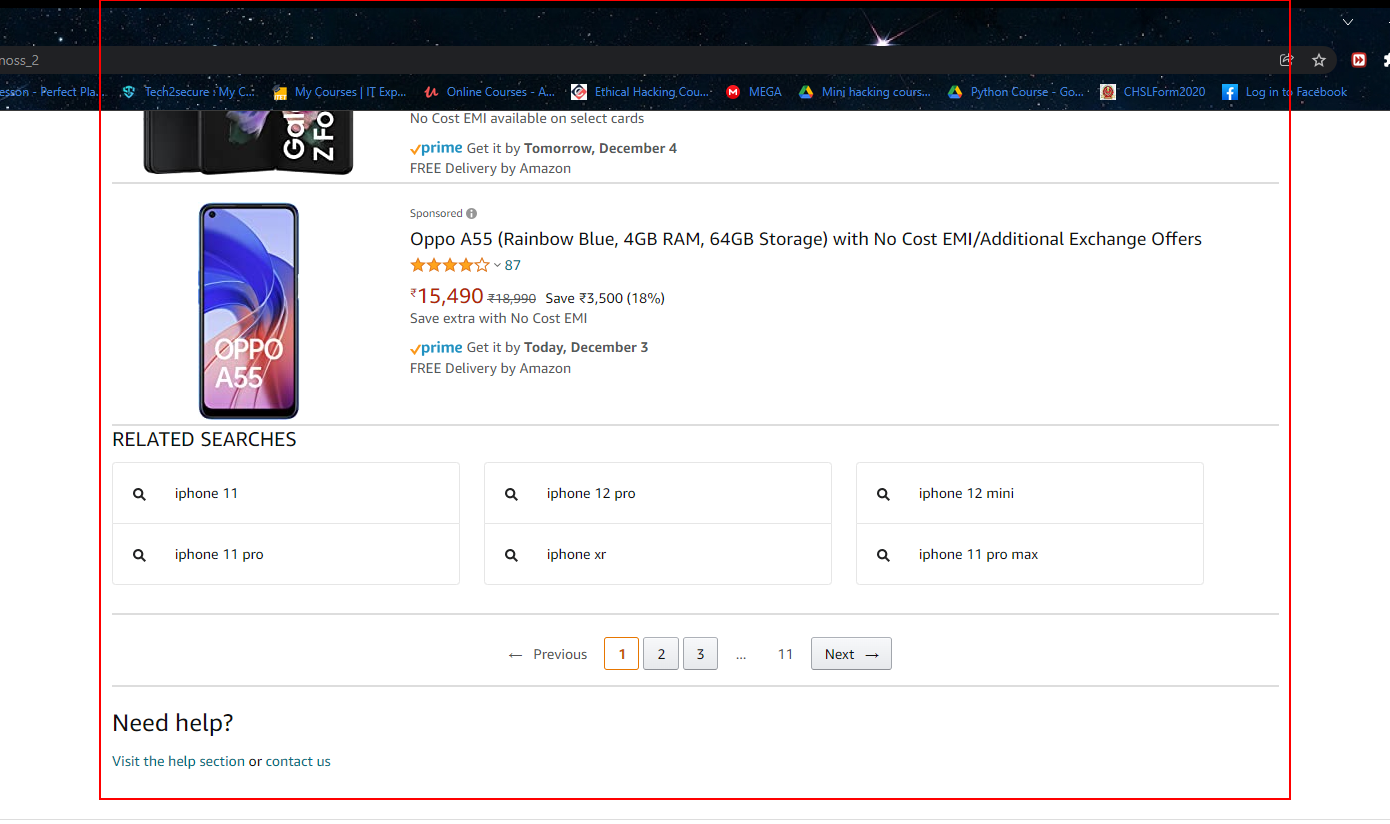 noss_2
esson - Perfect Pla...
Tech2secure : My C...
My Courses | IT Exp...
Online Courses - A...
Ethical Hacking Cou...
MEGA
Minj hacking cours...
Python Course - Go...
CHSLForm2020
Log in to Facebook
No Cost EMI available on select cards
prime Get it by Tomorrow, December 4
FREE Delivery by Amazon
Gal
Z Fo
Sponsored
Oppo A55 (Rainbow Blue, 4GB RAM, 64GB Storage) with No Cost EMI/Additional Exchange Offers
87
₹15,490 ₹18,990 Save ₹3,500 (18%)
Save extra with No Cost EMI
prime Get it by Today, December 3
FREE Delivery by Amazon
OPPO
A55
RELATED SEARCHES
iphone 11
iphone 12 pro
iphone 12 mini
iphone 11 pro
iphone xr
iphone 11 pro max
← Previous 1 2 3 ... 11 Next →
Need help?
Visit the help section or contact us